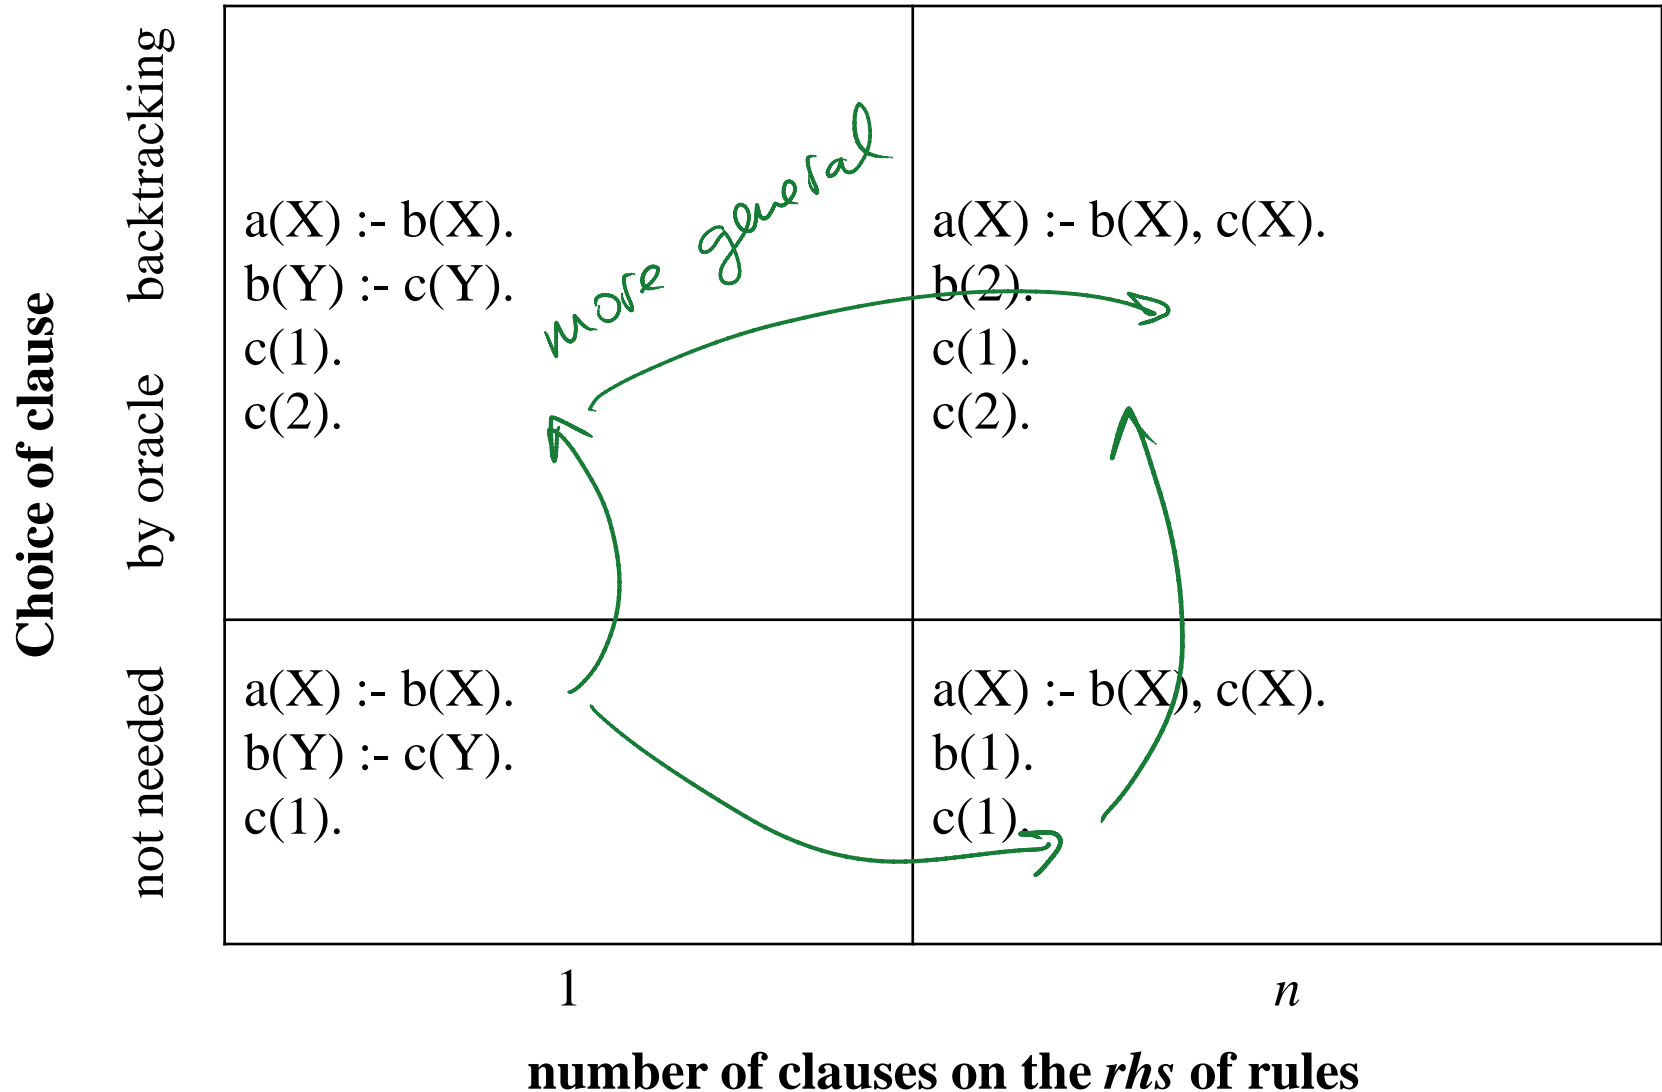 Choice of clause
backtracking
by oracle
not needed
more general
a(X) :- b(X).
b(Y) :- c(Y).
c(1).
c(2).
a(X) :- b(X), c(X).
b(2).
c(1).
c(2).
a(X) :- b(X).
b(Y) :- c(Y).
c(1).
a(X) :- b(X), c(X).
b(1).
c(1).
1
n
number of clauses on the rhs of rules